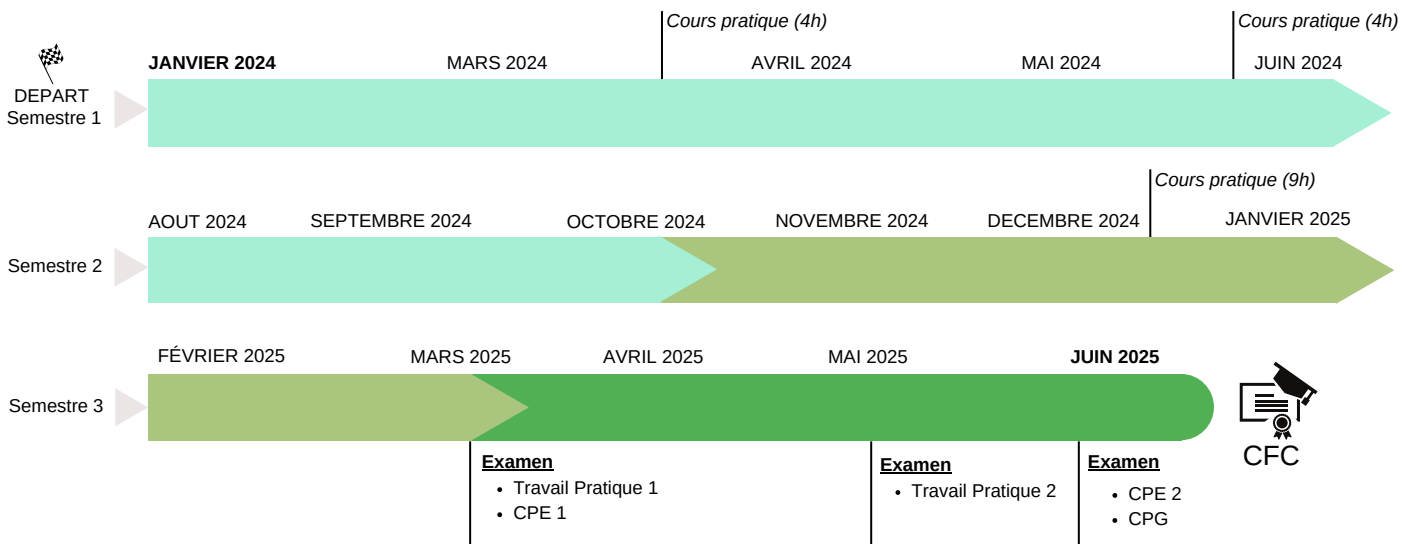 Cours pratique (4h)
Cours pratique (4h)
JANVIER 2024
MARS 2024
AVRIL 2024
MAI 2024
JUIN 2024
DEPART
Semestre 1
Cours pratique (9h)
AOUT 2024
SEPTEMBRE 2024
OCTOBRE 2024
NOVEMBRE 2024
DECEMBRE 2024
JANVIER 2025
Semestre 2
FÉVRIER 2025
MARS 2025
AVRIL 2025
MAI 2025
JUIN 2025
Semestre 3
CFC
Examen
• Travail Pratique 1
• CPE 1
Examen
• Travail Pratique 2
Examen
• CPE 2
• CPG